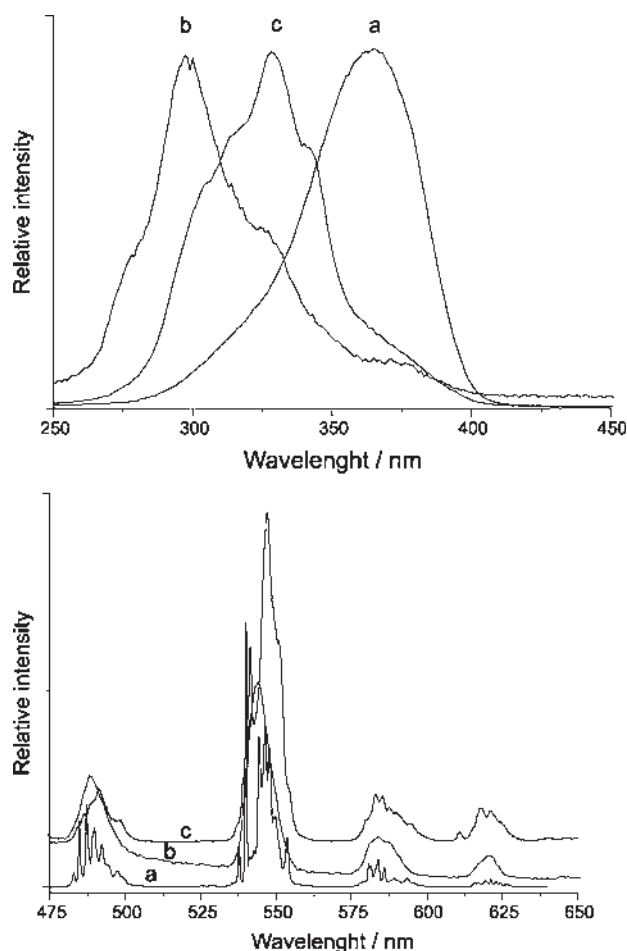 b c a
Relative intensity
250 300 350 400 450
Wavelenght / nm
Relative intensity
c
b
a
475 500 525 550 575 600 625 650
Wavelenght / nm